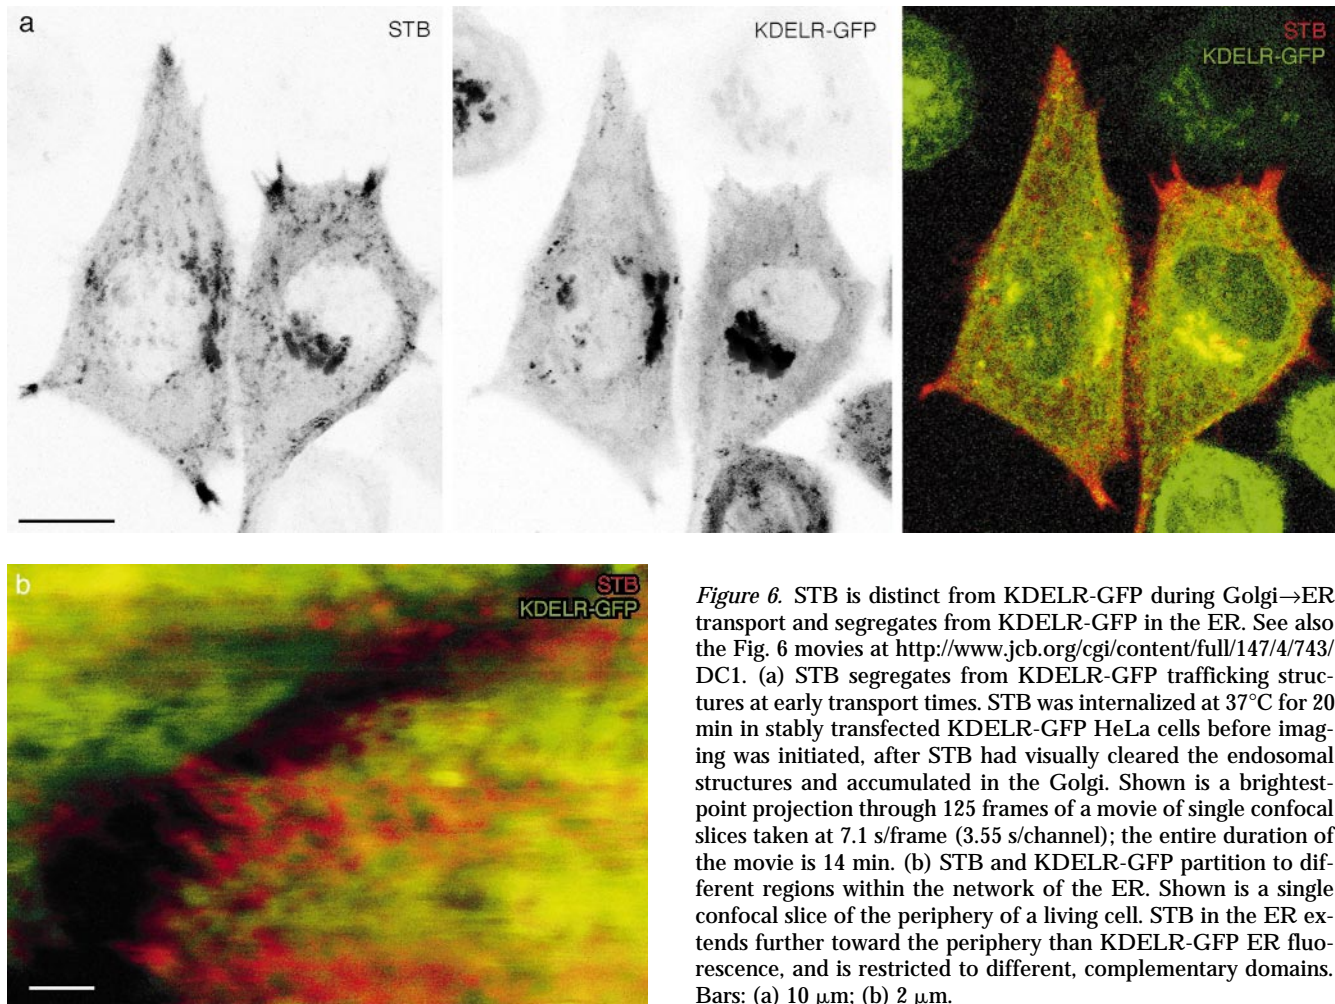 a
STB
KDELR-GFP
STB
KDELR-GFP
b
STB
KDELR-GFP
Figure 6. STB is distinct from KDELR-GFP during Golgi→ER
transport and segregates from KDELR-GFP in the ER. See also
the Fig. 6 movies at http://www.jcb.org/cgi/content/full/147/4/743/
DC1. (a) STB segregates from KDELR-GFP trafficking struc-
tures at early transport times. STB was internalized at 37°C for 20
min in stably transfected KDELR-GFP HeLa cells before imag-
ing was initiated, after STB had visually cleared the endosomal
structures and accumulated in the Golgi. Shown is a brightest-
point projection through 125 frames of a movie of single confocal
slices taken at 7.1 s/frame (3.55 s/channel); the entire duration of
the movie is 14 min. (b) STB and KDELR-GFP partition to dif-
ferent regions within the network of the ER. Shown is a single
confocal slice of the periphery of a living cell. STB in the ER ex-
tends further toward the periphery than KDELR-GFP ER fluo-
rescence, and is restricted to different, complementary domains.
Bars: (a) 10 μm; (b) 2 μm.